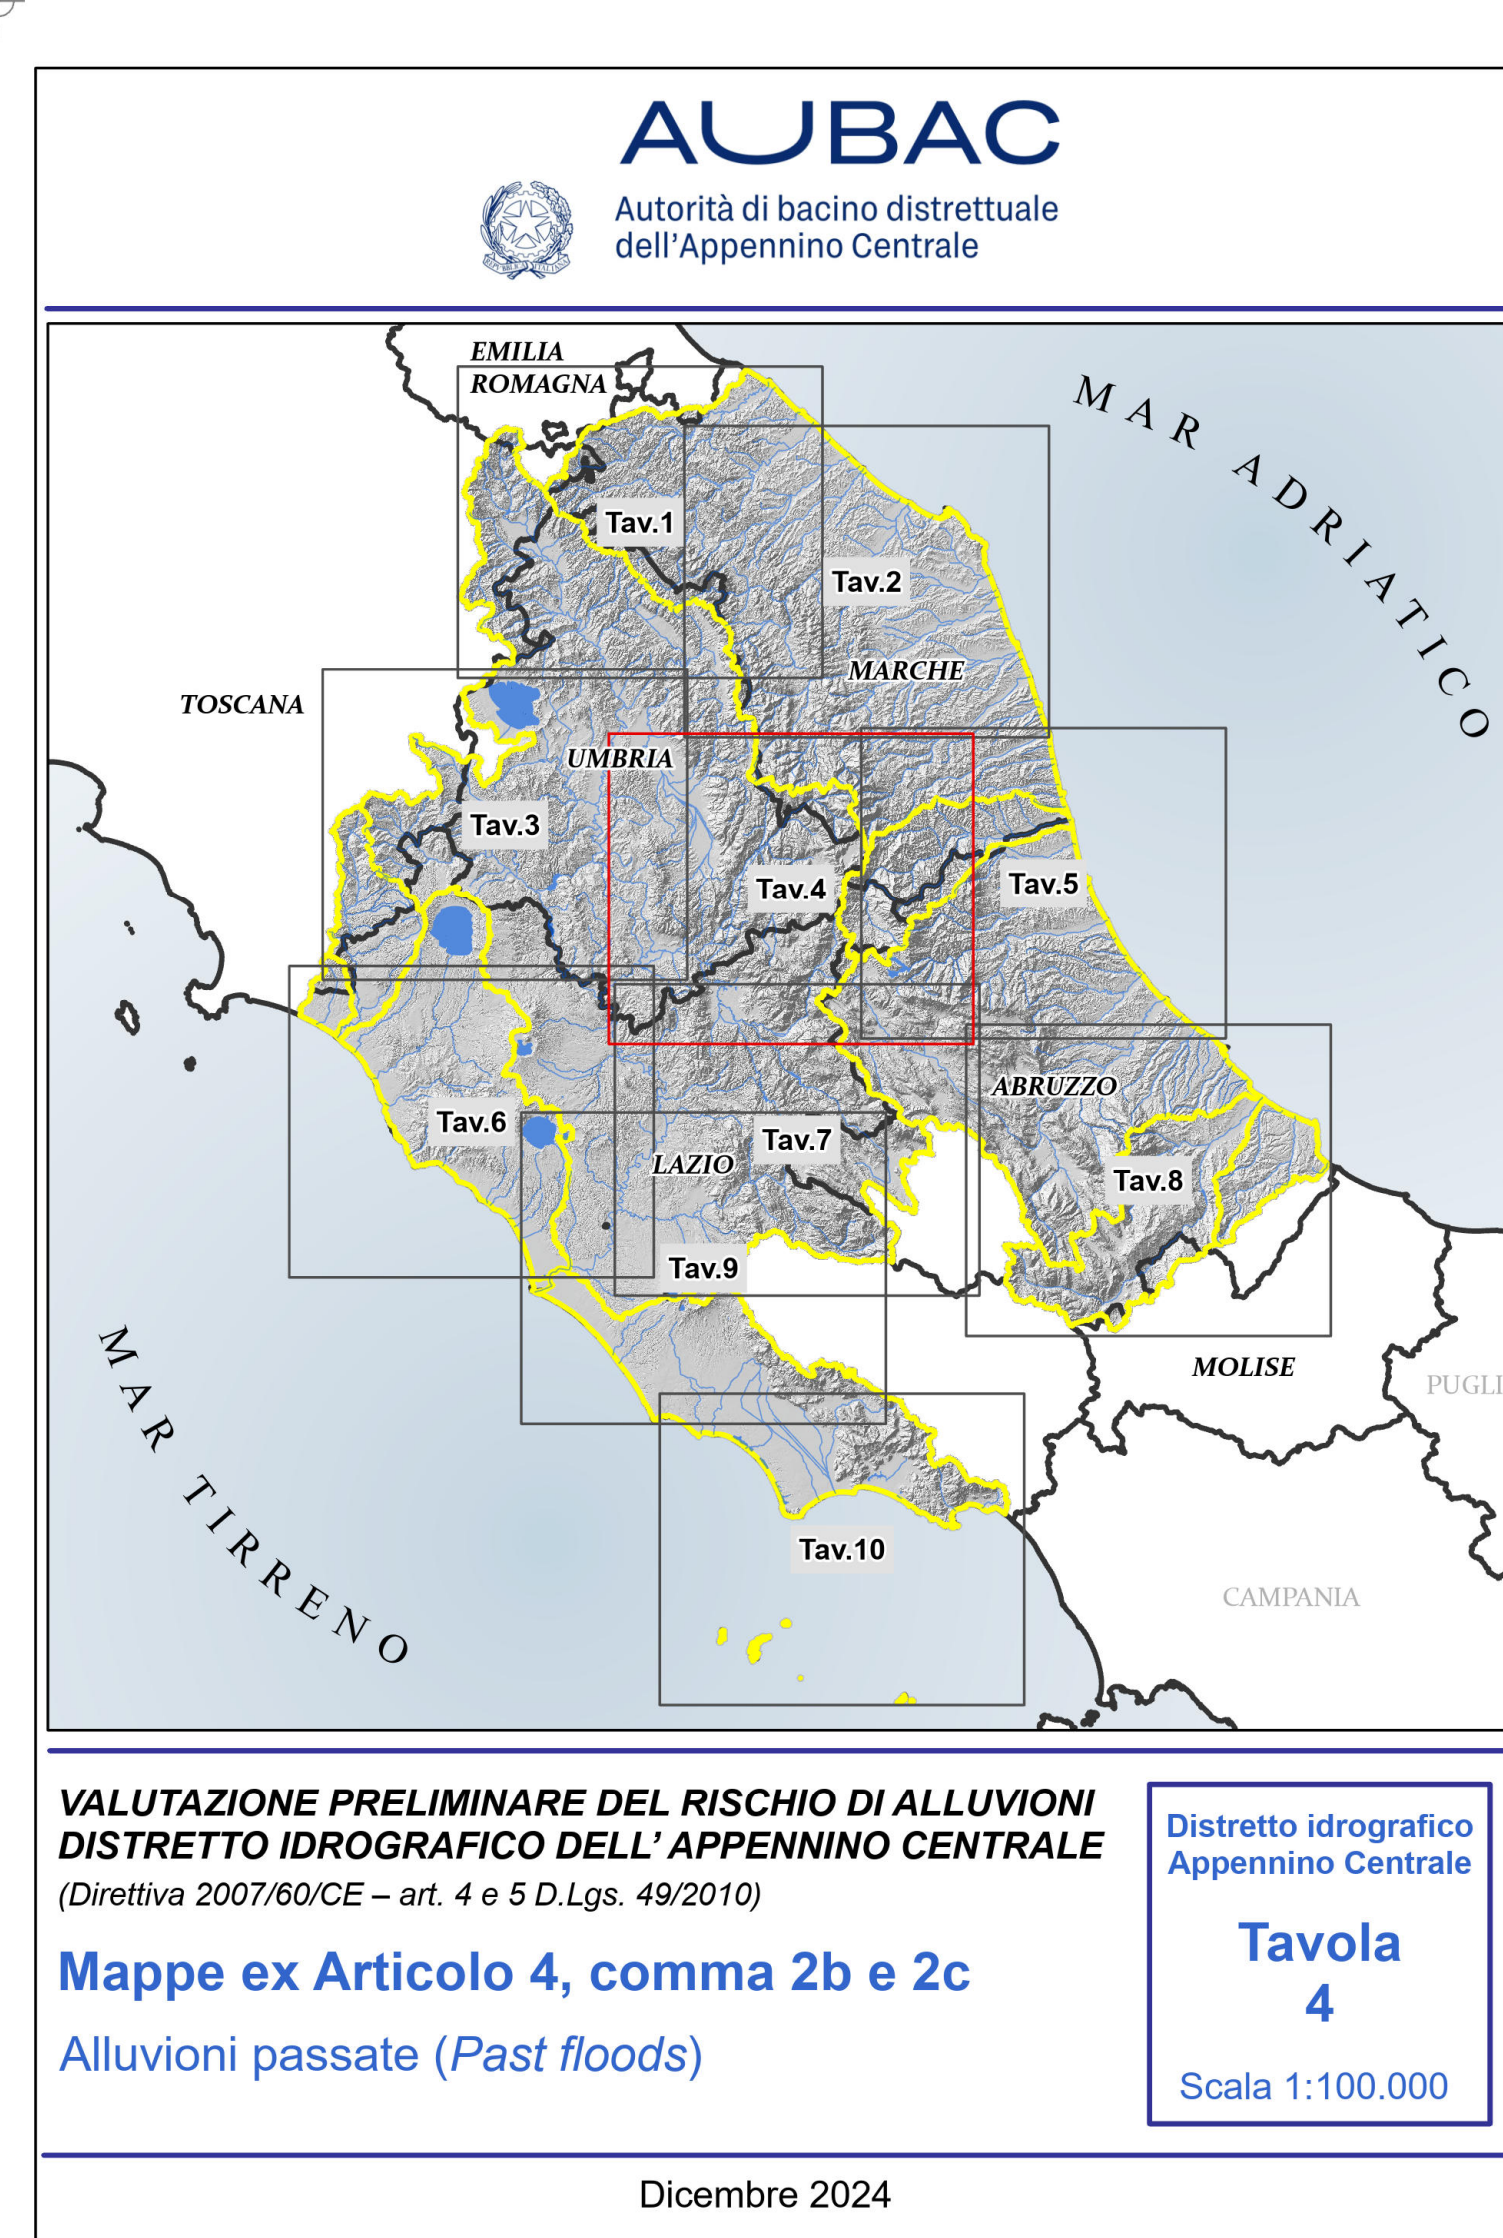 AUBAC
Autorità di bacino distrettuale
dell'Appennino Centrale
REPVBBLICA ITALIANA
EMILIA
ROMAGNA
MAR ADRIATICO
Tav.1
Tav.2
MARCHE
TOSCANA
UMBRIA
Tav.3
Tav.4
Tav.5
ABRUZZO
Tav.6
Tav.7
LAZIO
Tav.8
Tav.9
MAR TIRRENO
MOLISE
PUGLI
Tav.10
CAMPANIA
VALUTAZIONE PRELIMINARE DEL RISCHIO DI ALLUVIONI
DISTRETTO IDROGRAFICO DELL' APPENNINO CENTRALE
(Direttiva 2007/60/CE – art. 4 e 5 D.Lgs. 49/2010)
Mappe ex Articolo 4, comma 2b e 2c
Alluvioni passate (Past floods)
Distretto idrografico
Appennino Centrale
Tavola
4
Scala 1:100.000
Dicembre 2024